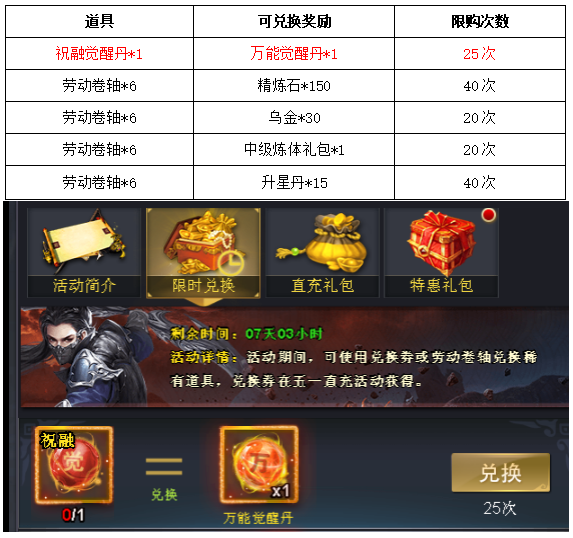 道具 可兑换奖励 限购次数
祝融觉醒丹*1 万能觉醒丹*1 25次
劳动卷轴*6 精炼石*150 40次
劳动卷轴*6 乌金*30 20次
劳动卷轴*6 中级炼体礼包*1 20次
劳动卷轴*6 升星丹*15 40次
活动简介 限时兑换 直充礼包 特惠礼包
剩余时间：07天03小时
活动详情：活动期间，可使用兑换券或劳动卷轴兑换稀
有道具，兑换券在五一直充活动获得。
祝融
觉
0/1
兑换
万
x1
万能觉醒丹
兑换
25次